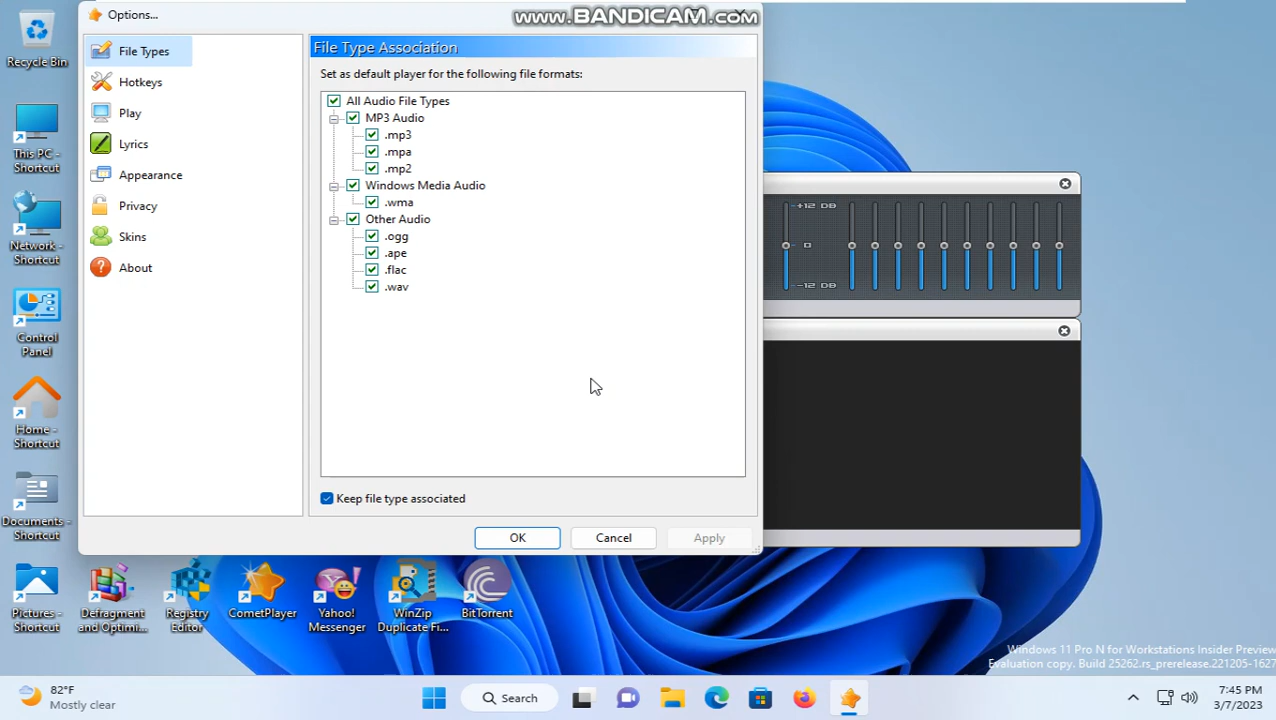 Options...
www.BANDICAM.com
File Types
Hotkeys
Play
Lyrics
Appearance
Privacy
Skins
About
File Type Association
Set as default player for the following file formats:
All Audio File Types
MP3 Audio
.mp3
.mpa
.mp2
Windows Media Audio
.wma
Other Audio
.ogg
.ape
.flac
.wav
Keep file type associated
OK
Cancel
Apply
+12 DB
0
-12 DB
Recycle Bin
This PC -
Shortcut
Network -
Shortcut
Control
Panel
Home -
Shortcut
Documents -
Shortcut
Pictures -
Shortcut
Defragment
and Optimi...
Registry
Editor
CometPlayer
Yahoo!
Messenger
WinZip
Duplicate Fi...
BitTorrent
Windows 11 Pro N for Workstations Insider Preview
Evaluation copy. Build 25262.rs_prerelease.221205-1627
82°F
Mostly clear
Search
7:45 PM
3/7/2023